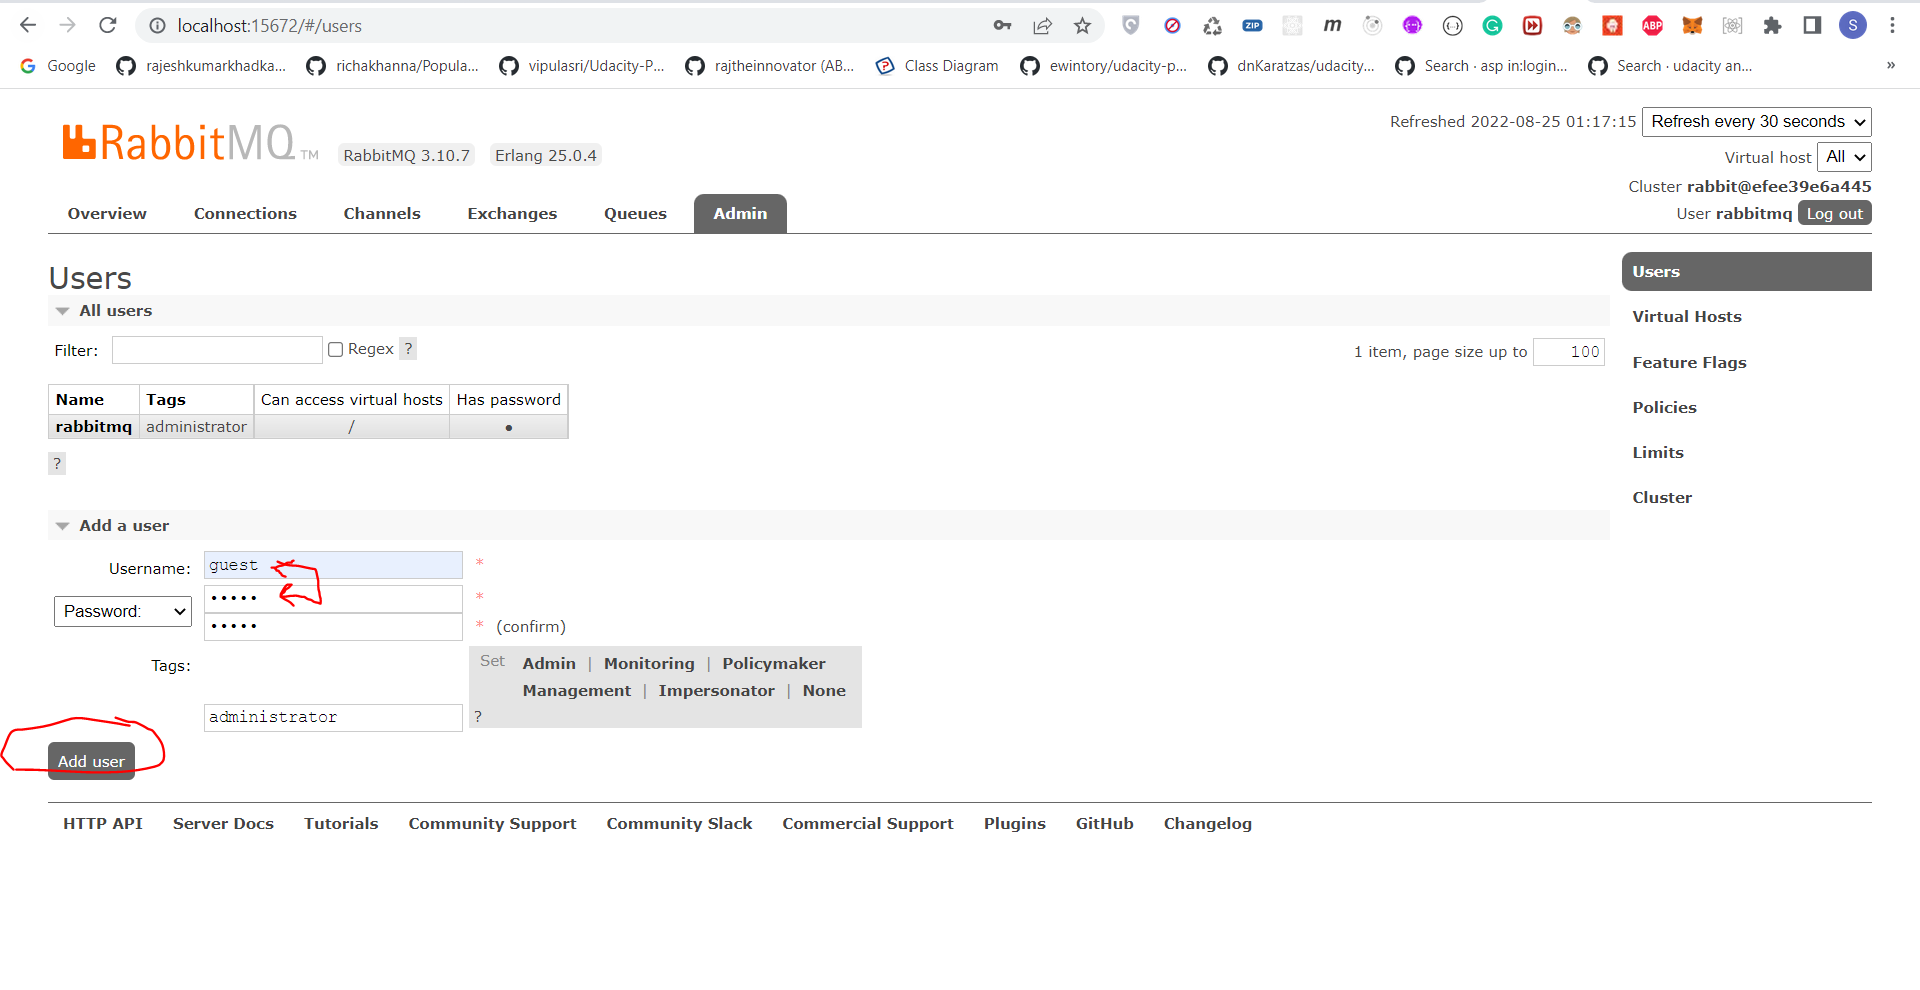 localhost:15672/#/users
ZIP
m
G
ABP
S
Google
rajeshkumarkhadka...
richakhanna/Popula...
vipulasri/Udacity-P...
rajtheinnovator (AB...
Class Diagram
ewintory/udacity-p...
dnKaratzas/udacity...
Search · asp in:login...
Search · udacity an...
»
RabbitMQ TM
RabbitMQ 3.10.7
Erlang 25.0.4
Refreshed 2022-08-25 01:17:15
Refresh every 30 seconds
Virtual host All
Cluster rabbit@efee39e6a445
User rabbitmq Log out
Overview
Connections
Channels
Exchanges
Queues
Admin
Users
All users
Filter:
Regex ?
1 item, page size up to 100
Name Tags Can access virtual hosts Has password
rabbitmq administrator / ●
?
Add a user
Username: guest *
Password: ••••• *
••••• * (confirm)
Tags:
Set Admin | Monitoring | Policymaker
Management | Impersonator | None
administrator ?
Add user
Users
Virtual Hosts
Feature Flags
Policies
Limits
Cluster
HTTP API
Server Docs
Tutorials
Community Support
Community Slack
Commercial Support
Plugins
GitHub
Changelog